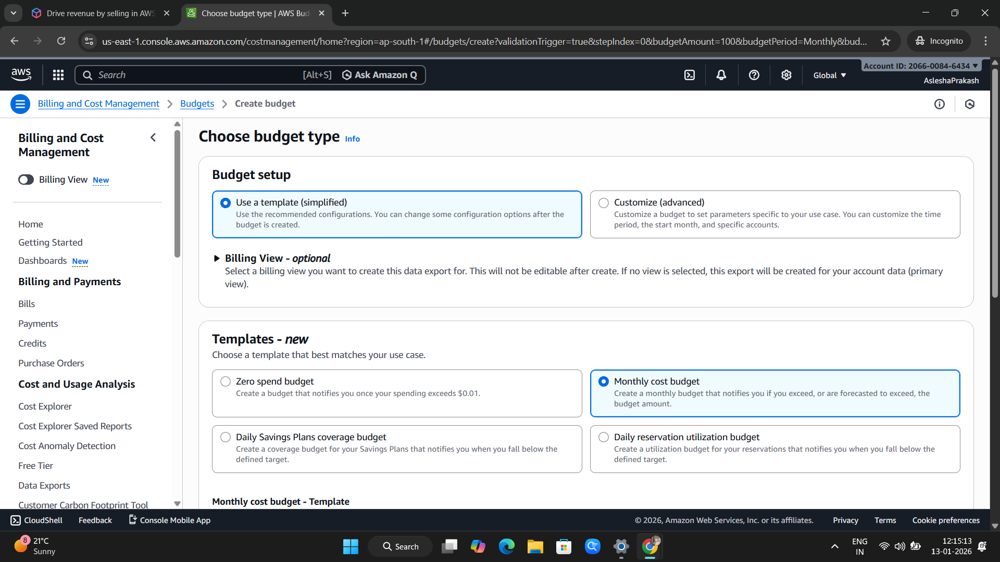 Drive revenue by selling in AWS
Choose budget type | AWS Bud
us-east-1.console.aws.amazon.com/costmanagement/home?region=ap-south-1#/budgets/create?validationTrigger=true&stepIndex=0&budgetAmount=100&budgetPeriod=Monthly&bud...
Incognito
aws
Search
[Alt+S]
Ask Amazon Q
Global
Account ID: 2066-0084-6434
AsleshaPrakash
Billing and Cost Management
Budgets
Create budget
Billing and Cost
Management
Billing View New
Home
Getting Started
Dashboards New
Billing and Payments
Bills
Payments
Credits
Purchase Orders
Cost and Usage Analysis
Cost Explorer
Cost Explorer Saved Reports
Cost Anomaly Detection
Free Tier
Data Exports
Customer Carbon Footprint Tool
Choose budget type Info
Budget setup
Use a template (simplified)
Use the recommended configurations. You can change some configuration options after the
budget is created.
Customize (advanced)
Customize a budget to set parameters specific to your use case. You can customize the time
period, the start month, and specific accounts.
Billing View - optional
Select a billing view you want to create this data export for. This will not be editable after create. If no view is selected, this export will be created for your account data (primary
view).
Templates - new
Choose a template that best matches your use case.
Zero spend budget
Create a budget that notifies you once your spending exceeds $0.01.
Monthly cost budget
Create a monthly budget that notifies you if you exceed, or are forecasted to exceed, the
budget amount.
Daily Savings Plans coverage budget
Create a coverage budget for your Savings Plans that notifies you when you fall below the
defined target.
Daily reservation utilization budget
Create a utilization budget for your reservations that notifies you when you fall below the
defined target.
Monthly cost budget - Template
CloudShell
Feedback
Console Mobile App
© 2026, Amazon Web Services, Inc. or its affiliates.
Privacy
Terms
Cookie preferences
8
21°C
Sunny
Search
ENG
IN
12:15:13
13-01-2026